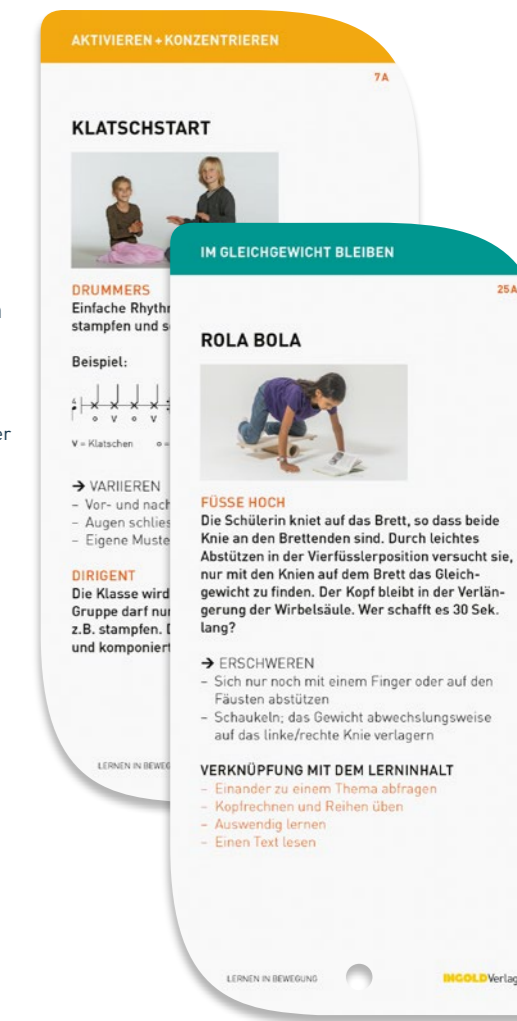 AKTIVIEREN + KONZENTRIEREN
7A
KLATSCHSTART
DRUMMERS
Einfache Rhyth
stampfen und s
Beispiel:
4
V O V
V = Klatschen o =
→ VARIIEREN
– Vor- und nach
– Augen schlies
– Eigene Muste
DIRIGENT
Die Klasse wird
Gruppe darf nu
z.B. stampfen.
und komponiert
LERNEN IN BEWEG
er
IM GLEICHGEWICHT BLEIBEN
25A
ROLA BOLA
FÜSSE HOCH
Die Schülerin kniet auf das Brett, so dass beide
Knie an den Brettenden sind. Durch leichtes
Abstützen in der Vierfüsslerposition versucht sie,
nur mit den Knien auf dem Brett das Gleich-
gewicht zu finden. Der Kopf bleibt in der Verlän-
gerung der Wirbelsäule. Wer schafft es 30 Sek.
lang?
→ ERSCHWEREN
– Sich nur noch mit einem Finger oder auf den
Fäusten abstützen
– Schaukeln; das Gewicht abwechslungsweise
auf das linke/rechte Knie verlagern
VERKNÜPFUNG MIT DEM LERNINHALT
– Einander zu einem Thema abfragen
– Kopfrechnen und Reihen üben
– Auswendig lernen
– Einen Text lesen
LERNEN IN BEWEGUNG
INGOLDVerlag